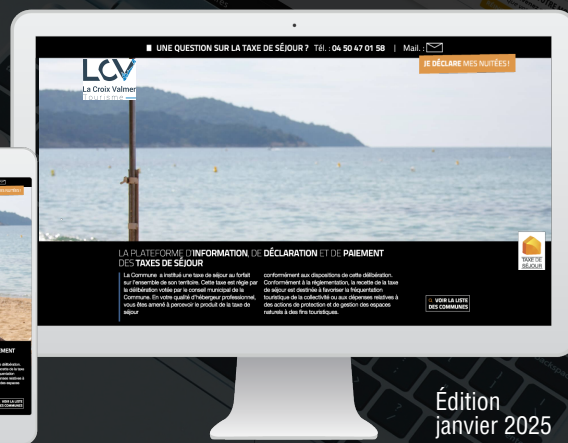 UNE QUESTION SUR LA TAXE DE SÉJOUR ? Tél. : 04 50 47 01 58 | Mail. :
JE DÉCLARE MES NUITÉES !
LCV
La Croix Valmer
Tourisme
LA PLATEFORME D'INFORMATION, DE DÉCLARATION ET DE PAIEMENT
DES TAXES DE SÉJOUR
La Commune a institué une taxe de séjour au forfait
sur l'ensemble de son territoire. Cette taxe est régie par
la délibération votée par le conseil municipal de la
Commune. En votre qualité d'hébergeur professionnel,
vous êtes amené à percevoir le produit de la taxe de
séjour
conformément aux dispositions de cette délibération.
Conformément à la règlementation, la recette de la taxe
de séjour est destinée à favoriser la fréquentation
touristique de la collectivité ou aux dépenses relatives à
des actions de protection et de gestion des espaces
naturels à des fins touristiques.
TAXE DE
SÉJOUR
VOIR LA LISTE
DES COMMUNES
VOIR LA LISTE
DES COMMUNES
Édition
janvier 2025